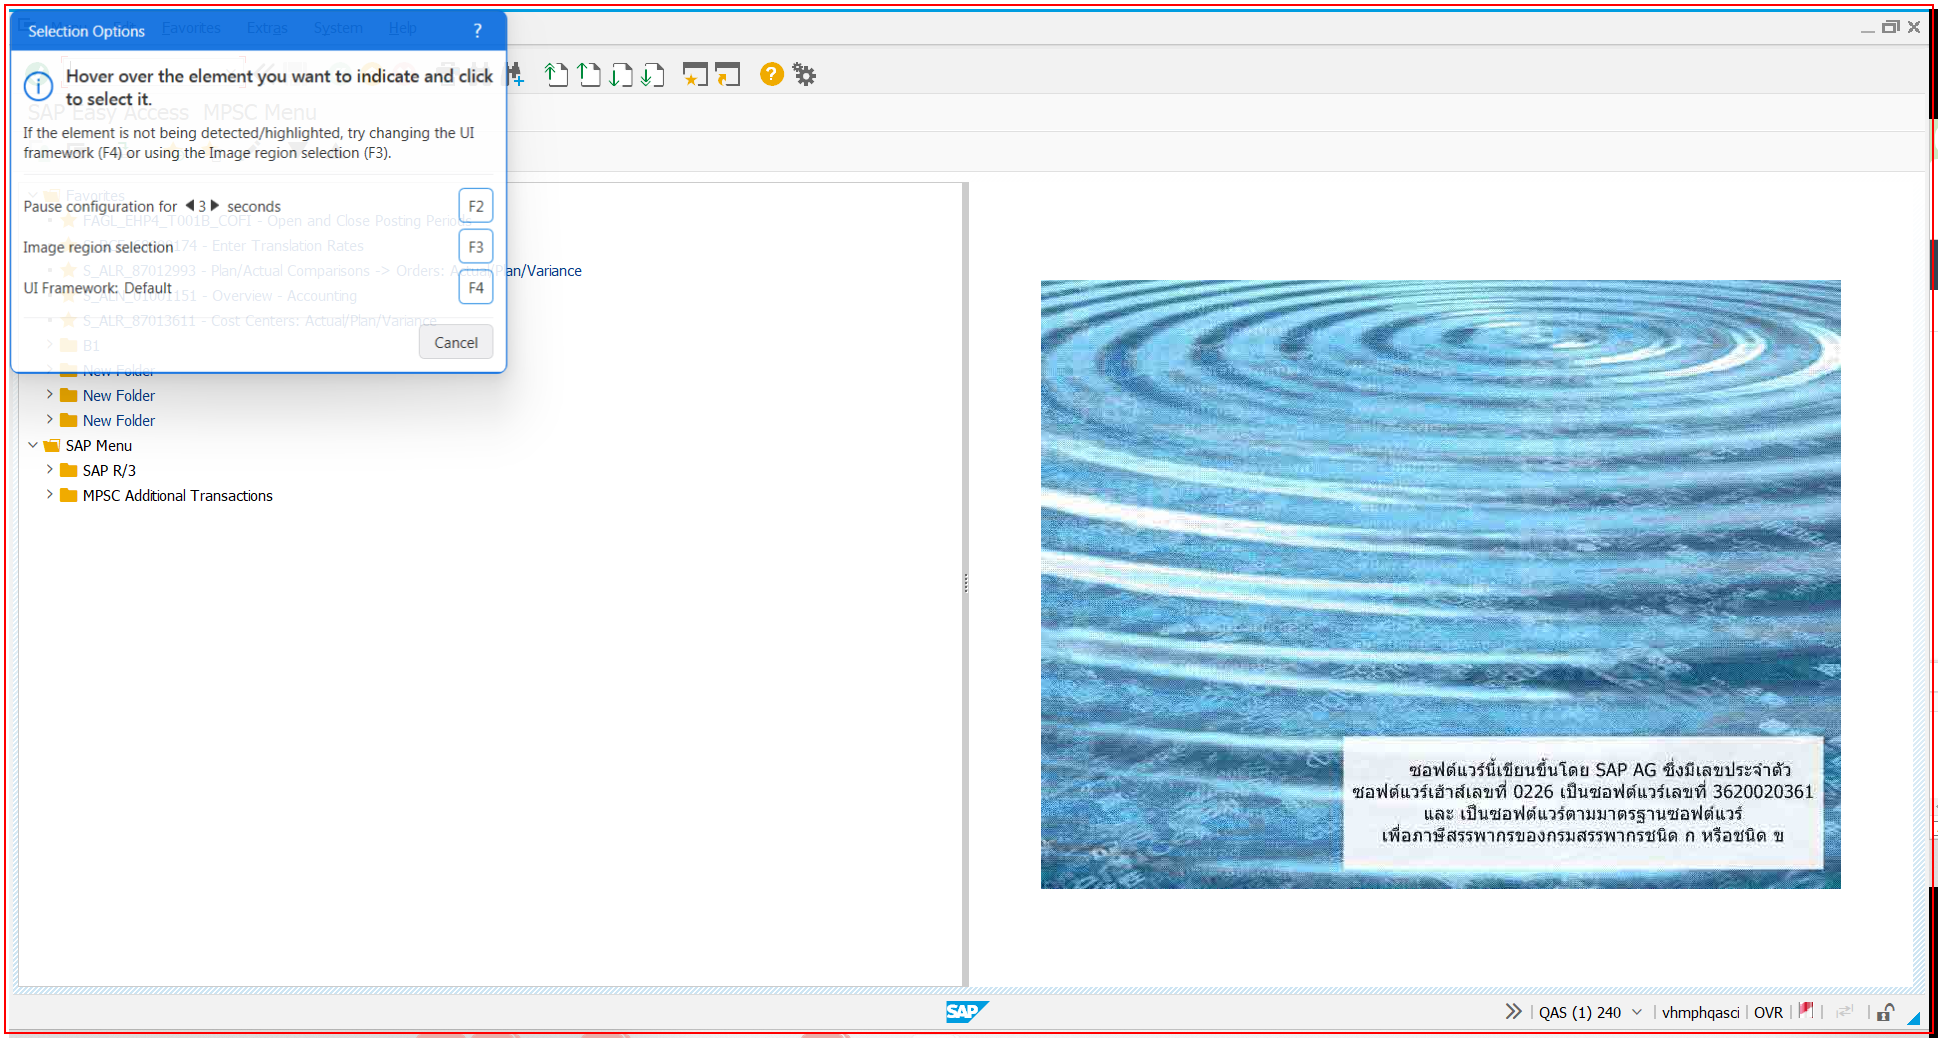 Selection Options
?
Favorites
Extras
System
Help
Hover over the element you want to indicate and click
to select it.
SAP Easy Access MPSC Menu
If the element is not being detected/highlighted, try changing the UI
framework (F4) or using the Image region selection (F3).
Favorites
Pause configuration for 3 seconds
F2
FAGL_EHP4_T001B_COFI - Open and Close Posting Periods
Image region selection
F3
174 - Enter Translation Rates
S_ALR_87012993 - Plan/Actual Comparisons -> Orders: Actual/Plan/Variance
UI Framework: Default
F4
S_ALN_01001151 - Overview - Accounting
S_ALR_87013611 - Cost Centers: Actual/Plan/Variance
Cancel
B1
New Folder
New Folder
New Folder
SAP Menu
SAP R/3
MPSC Additional Transactions
ซอฟต์แวร์นี้เขียนขึ้นโดย SAP AG ซึ่งมีเลขประจำตัว
ซอฟต์แวร์เฮ้าส์เลขที่ 0226 เป็นซอฟต์แวร์เลขที่ 3620020361
และ เป็นซอฟต์แวร์ตามมาตรฐานซอฟต์แวร์
เพื่อภาษีสรรพากรของกรมสรรพากรชนิด ก หรือชนิด ข
SAP
QAS (1) 240
vhmphqasci
OVR